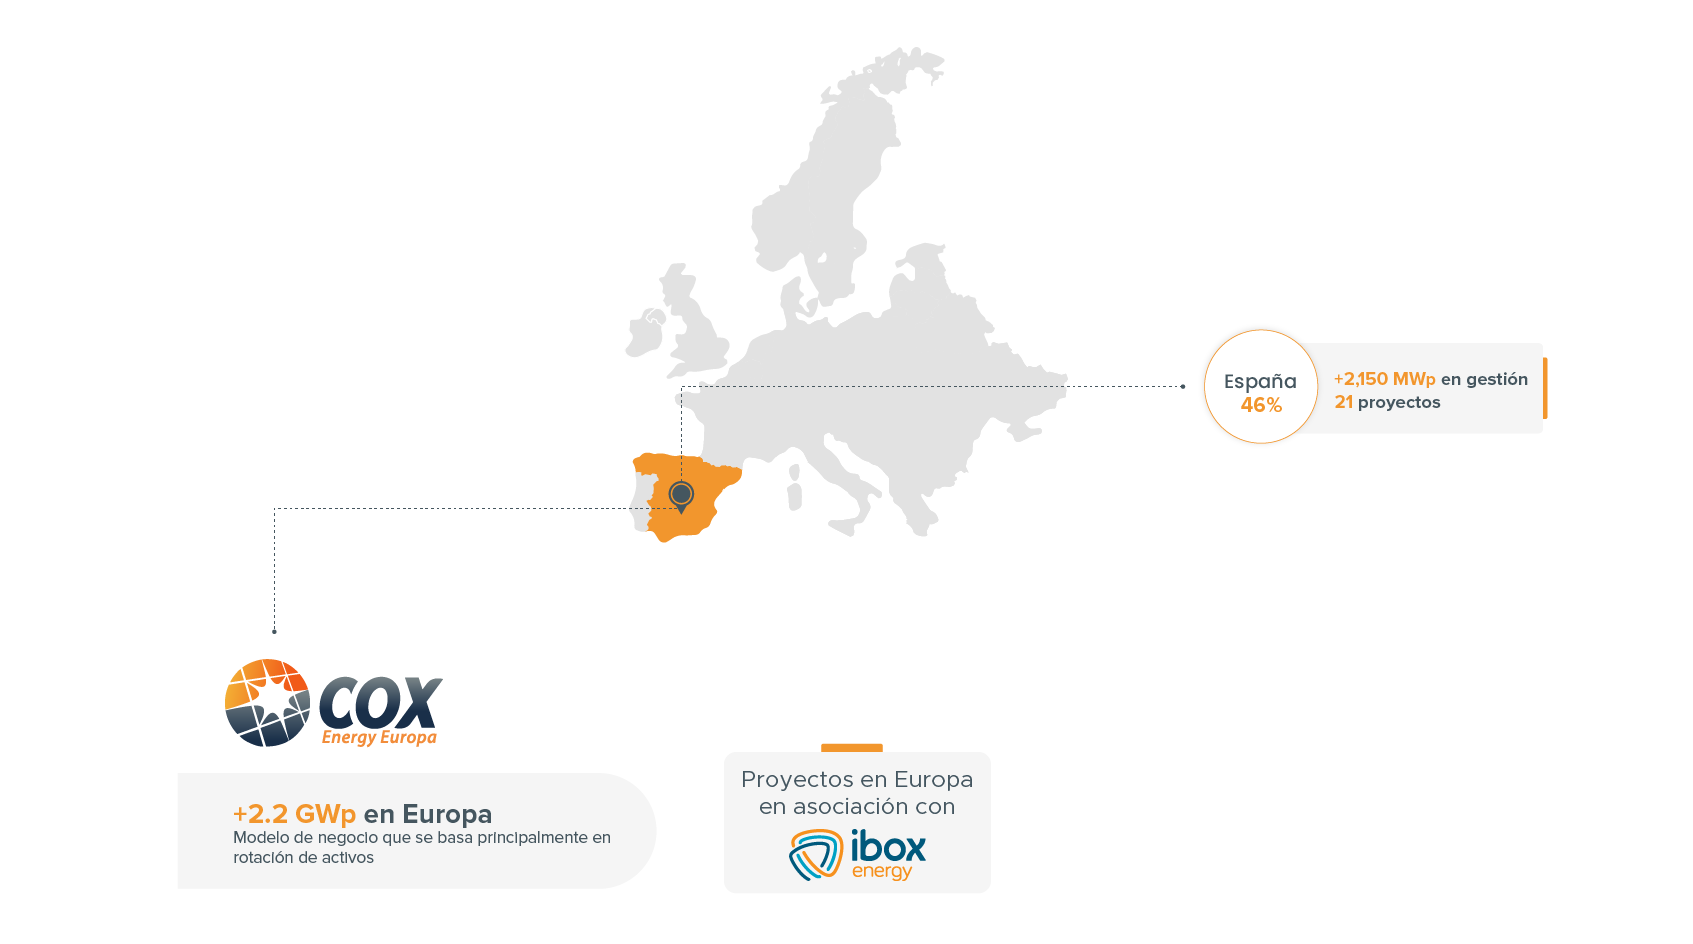 España
46%
+2,150 MWp en gestión
21 proyectos
COX
Energy Europa
+2.2 GWp en Europa
Modelo de negocio que se basa principalmente en
rotación de activos
Proyectos en Europa
en asociación con
ibox
energy